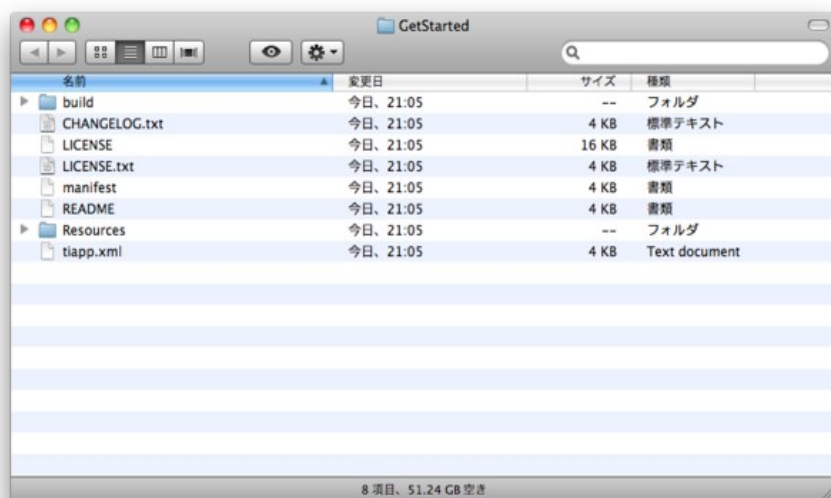 GetStarted
名前 変更日 サイズ 種類
build 今日、21:05 -- フォルダ
CHANGELOG.txt 今日、21:05 4 KB 標準テキスト
LICENSE 今日、21:05 16 KB 書類
LICENSE.txt 今日、21:05 4 KB 標準テキスト
manifest 今日、21:05 4 KB 書類
README 今日、21:05 4 KB 書類
Resources 今日、21:05 -- フォルダ
tiapp.xml 今日、21:05 4 KB Text document
8 項目、51.24 GB 空き